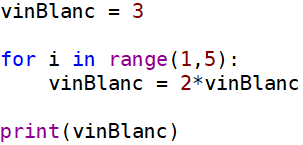 vinBlanc = 3
for i in range(1,5):
    vinBlanc = 2*vinBlanc
print(vinBlanc)